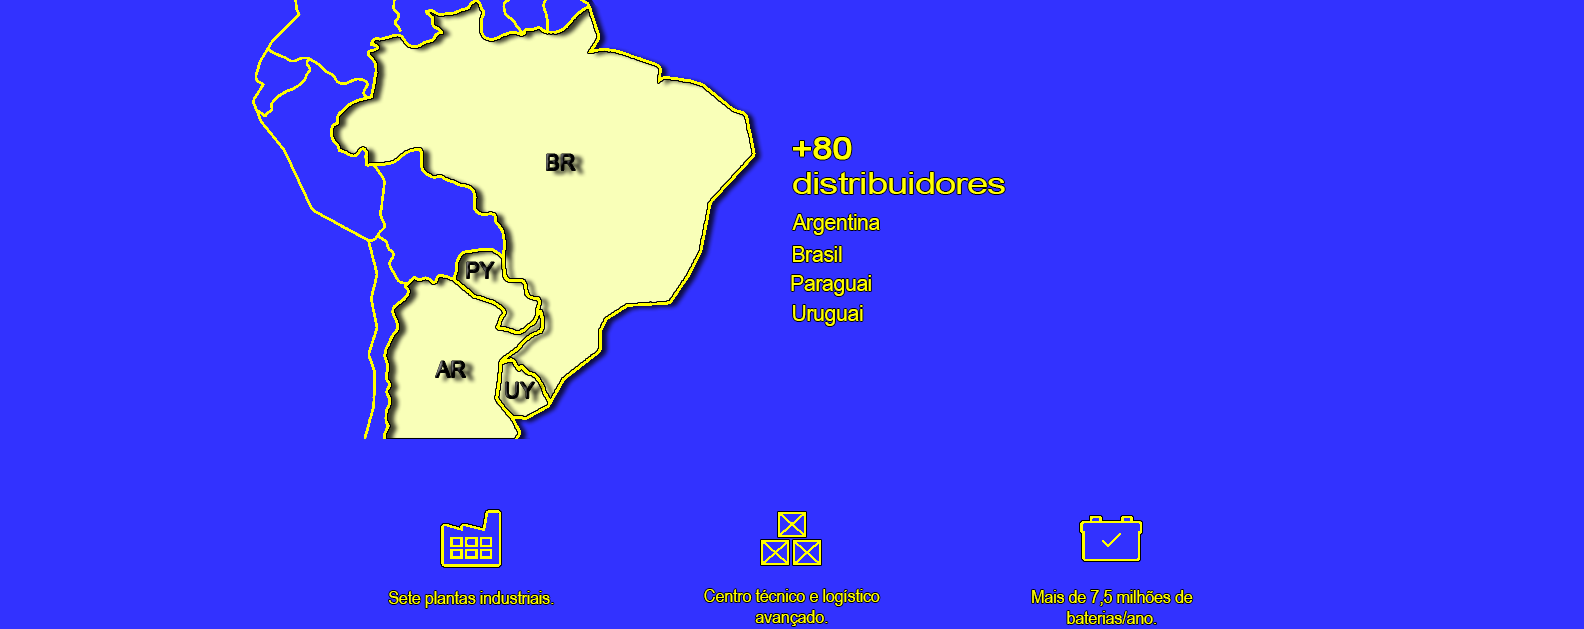 BR
PY
AR
UY
+80
distribuidores
Argentina
Brasil
Paraguai
Uruguai
Sete plantas industriais.
Centro técnico e logístico
avançado.
Mais de 7,5 milhões de
baterias/ano.